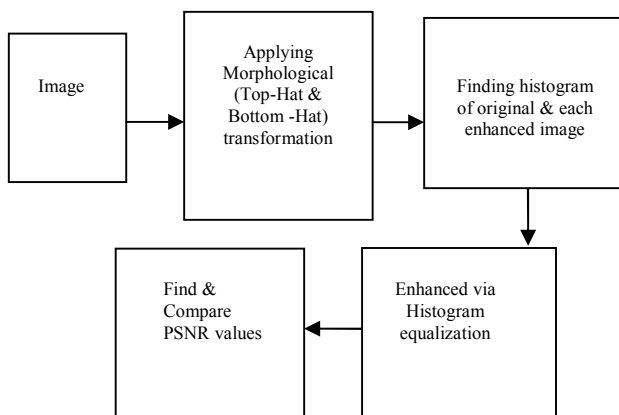 Image
Applying
Morphological
(Top-Hat &
Bottom -Hat)
transformation
Finding histogram
of original & each
enhanced image
Enhanced via
Histogram
equalization
Find &
Compare
PSNR values